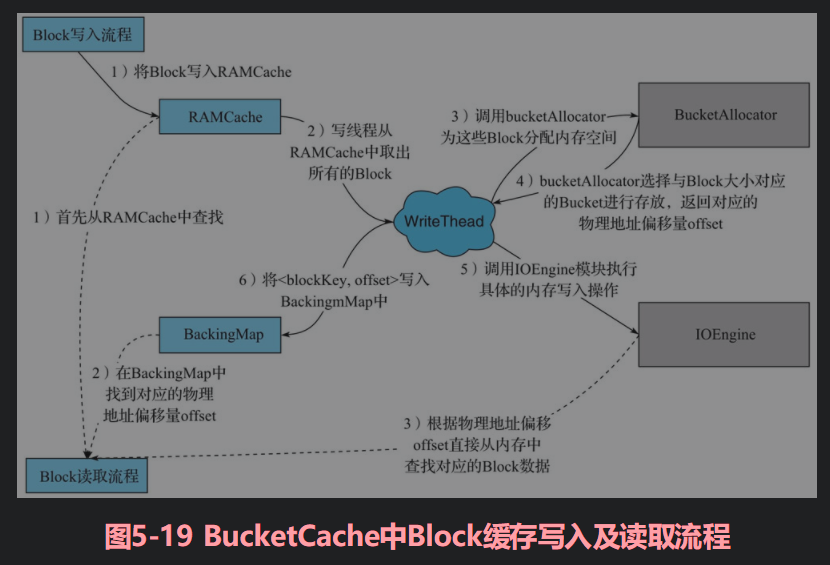 Block写入流程
1）将Block写入RAMCache
RAMCache
2）写线程从
RAMCache中取出
所有的Block
3）调用bucketAllocator
为这些Block分配内存空间
BucketAllocator
4）bucketAllocator选择与Block大小对应
的Bucket进行存放，返回对应的
物理地址偏移量offset
1）首先从RAMCache中查找
WriteThead
5）调用IOEngine模块执行
具体的内存写入操作
6）将<blockKey, offset>写入
BackingmMap中
BackingMap
IOEngine
2）在BackingMap中
找到对应的物理
地址偏移量offset
3）根据物理地址偏移
offset直接从内存中
查找对应的Block数据
Block读取流程
图5-19 BucketCache中Block缓存写入及读取流程